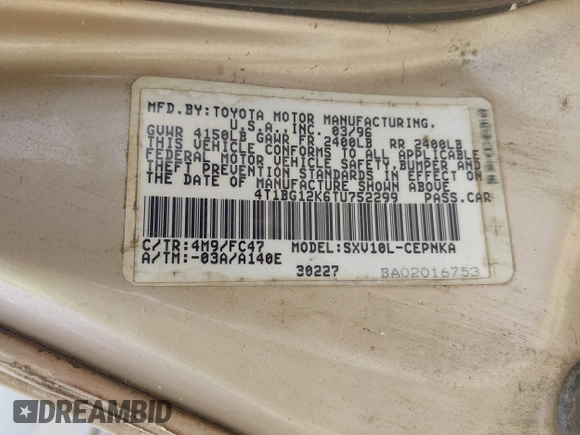 MFD.BY:TOYOTA MOTOR MANUFACTURING.
U.S.A.,INC. 03/96
GVWR 4150LB GAWR FR 2400LB RR 2400LB
THIS VEHICLE CONFORMS TO ALL APPLICABLE
FEDERAL MOTOR VEHICLE SAFETY,BUMPER AND
THEFT PREVENTION STANDARDS IN EFFECT ON
THE DATE OF MANUFACTURE SHOWN ABOVE
4T1BG12K6TU752299 PASS.CAR
C/TR:4M9/FC47 MODEL:SXV10L-CEPNKA
A/TM:-03A/A140E
30227 BA02016753
DREAMBID